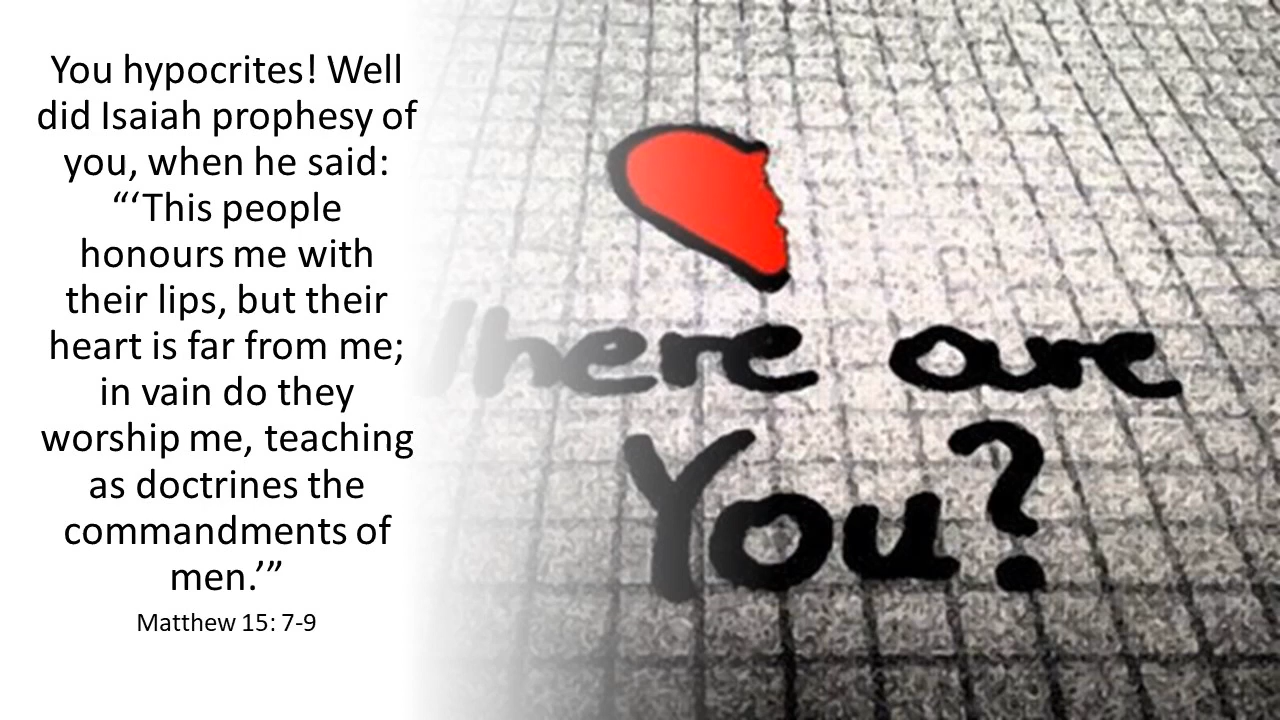 You hypocrites! Well
did Isaiah prophesy of
you, when he said:
“‘This people
honours me with
their lips, but their
heart is far from me;
in vain do they
worship me, teaching
as doctrines the
commandments of
men.’”
Matthew 15: 7-9
Where are
You?